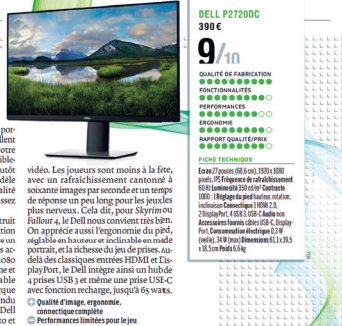 DELL P2720DC
390 €
9/10
QUALITÉ DE FABRICATION
FONCTIONNALITÉS
PERFORMANCES
ERGONOMIE
RAPPORT QUALITÉ/PRIX
FICHE TECHNIQUE
Ecran 27 pouces (68,6 cm), 1920 x 1080
pixels, IPS Fréquence de rafraîchissement
60 Hz Luminosité 350 cd/m² Contraste
1000 : 1 Réglage du pied hauteur, rotation,
inclinaison Connectique 1 HDMI 2.0,
2 DisplayPort, 4 USB 3, USB-C Audio non
Accessoires fournis câbles USB-C, Display-
Port, Consommation électrique 0,3 W
(veille), 34 W (max) Dimensions 61,1 x 39,5
x 18,5 cm Poids 6,6 kg
vidéo. Les joueurs sont moins à la fête,
avec un rafraîchissement cantonné à
soixante images par seconde et un temps
de réponse un peu long pour les jeux les
plus nerveux. Cela dit, pour Skyrim ou
Fallout 4, le Dell nous convient très bien.
On apprécie aussi l'ergonomie du pied,
réglable en hauteur et inclinable en mode
portrait, et la richesse du jeu de prises. Au-
delà des classiques entrées HDMI et Dis-
playPort, le Dell intègre ainsi un hub de
4 prises USB 3 et même une prise USE-C
avec fonction recharge, jusqu'à 65 watts.
Qualité d'image, ergonomie,
connectique complète
Performances limitées pour le jeu